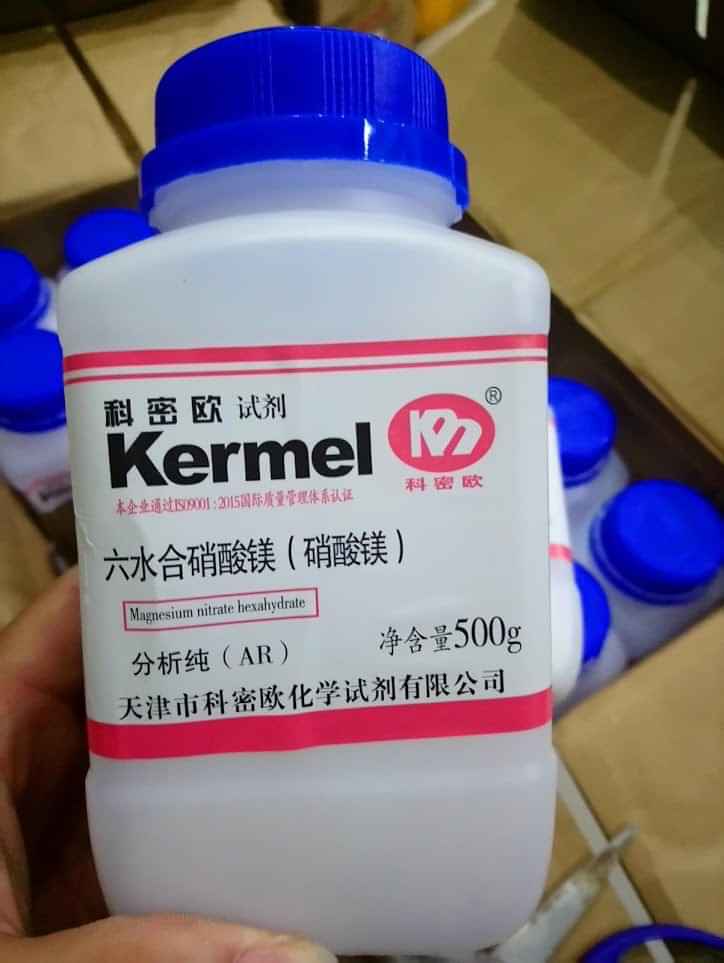 科密欧 试剂
Kermel
®
科密欧
本企业通过ISO9001:2015国际质量管理体系认证
六水合硝酸镁(硝酸镁)
Magnesium nitrate hexahydrate
分析纯(AR)
净含量500g
天津市科密欧化学试剂有限公司